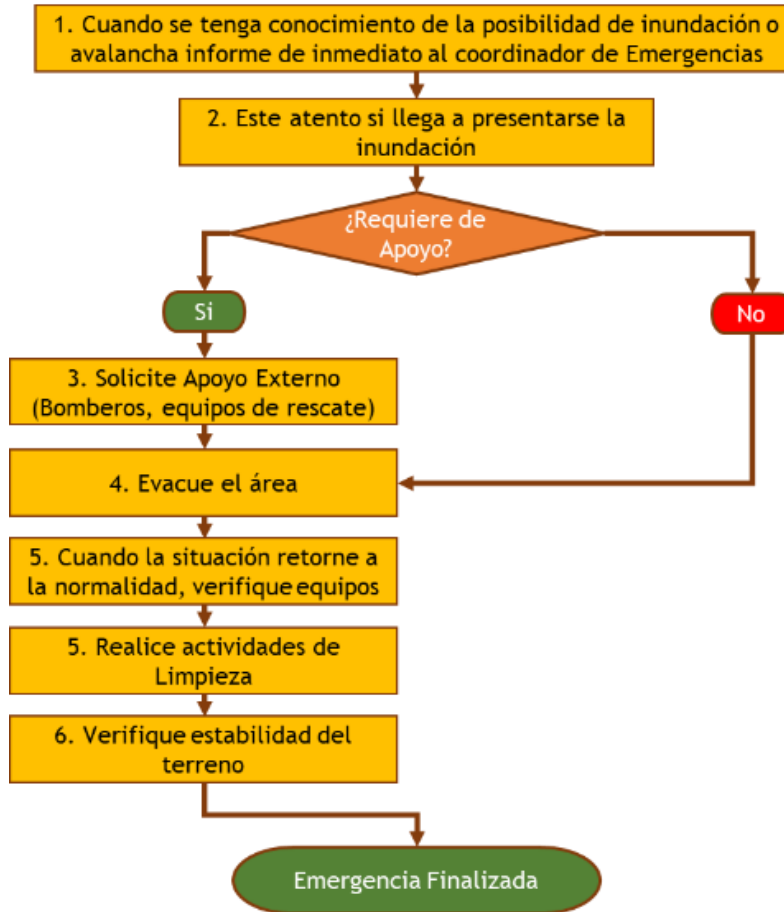 1. Cuando se tenga conocimiento de la posibilidad de inundación o
avalancha informe de inmediato al coordinador de Emergencias
2. Este atento si llega a presentarse la
inundación
¿Requiere de
Apoyo?
Si
No
3. Solicite Apoyo Externo
(Bomberos, equipos de rescate)
4. Evacue el área
5. Cuando la situación retorne a
la normalidad, verifique equipos
5. Realice actividades de
Limpieza
6. Verifique estabilidad del
terreno
Emergencia Finalizada